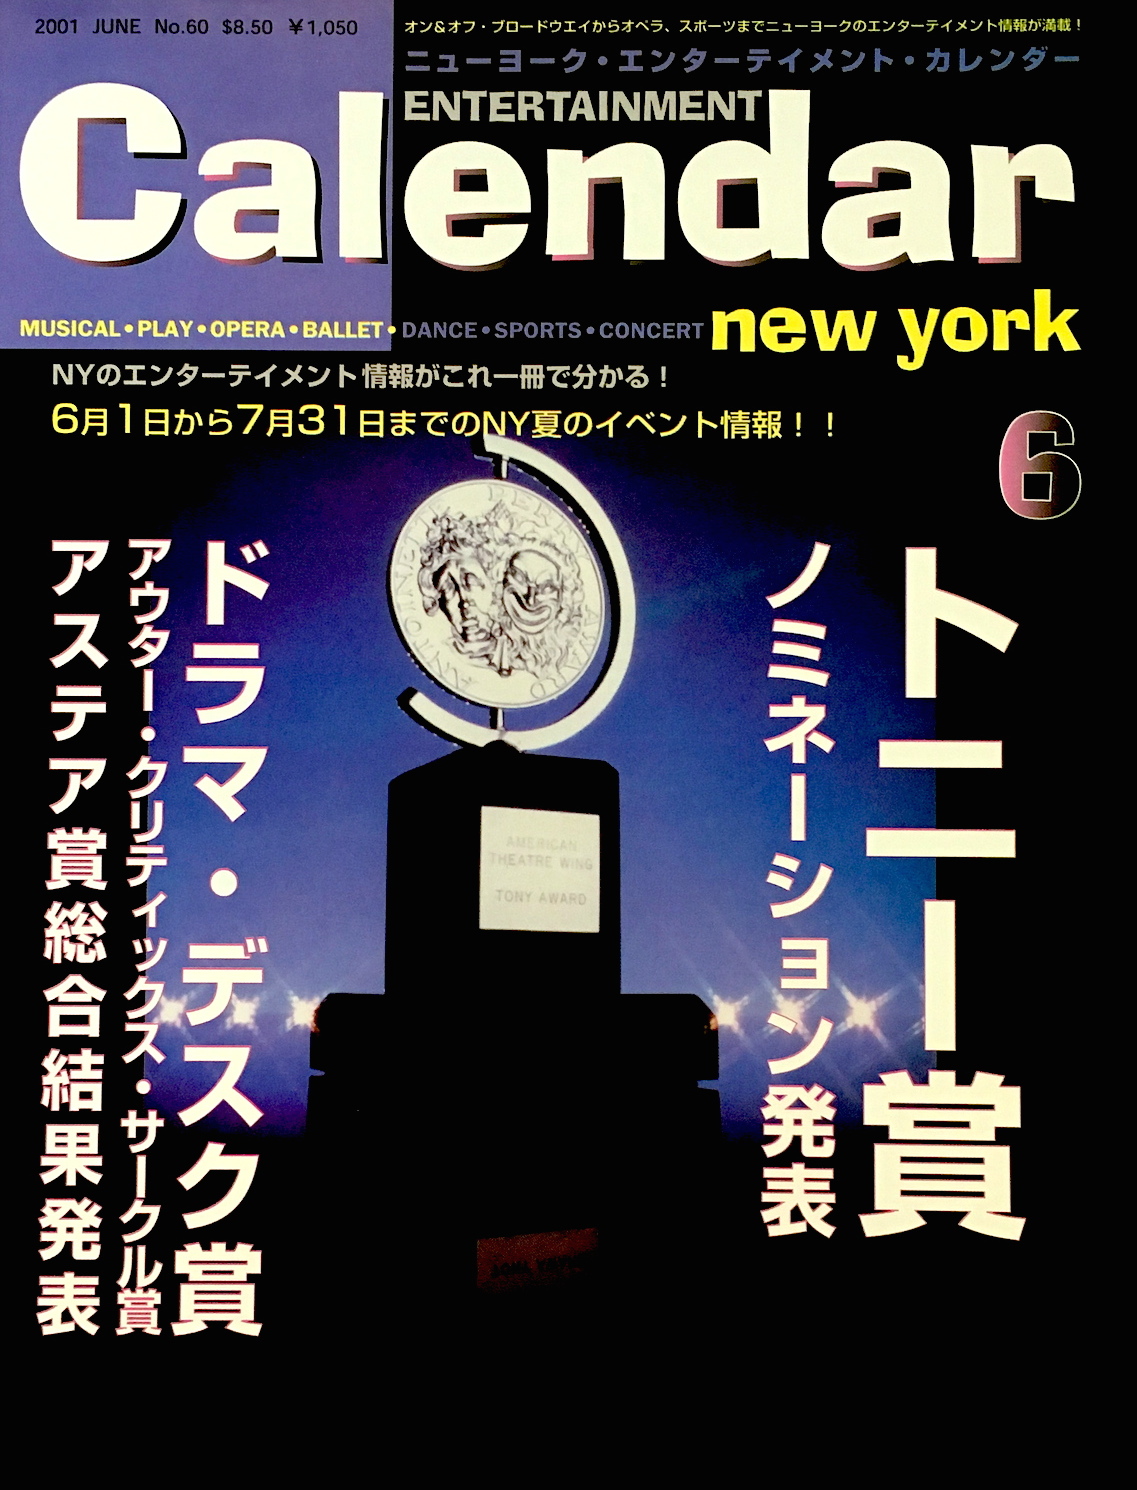 2001 JUNE No.60 $8.50 ¥1,050
オン&オフ・ブロードウエイからオペラ、スポーツまでニューヨークのエンターテイメント情報が満載！
ニューヨーク・エンターテイメント・カレンダー
ENTERTAINMENT
Calendar
MUSICAL•PLAY•OPERA•BALLET•DANCE•SPORTS•CONCERT
new york
NYのエンターテイメント情報がこれ一冊で分かる！
6月1日から7月31日までのNY夏のイベント情報！！
6
トニー賞
ノミネーション発表
ドラマ・デスク賞
アウター・クリティックス・サークル賞
アステア賞総合結果発表
AMERICAN
THEATRE WING
TONY AWARD